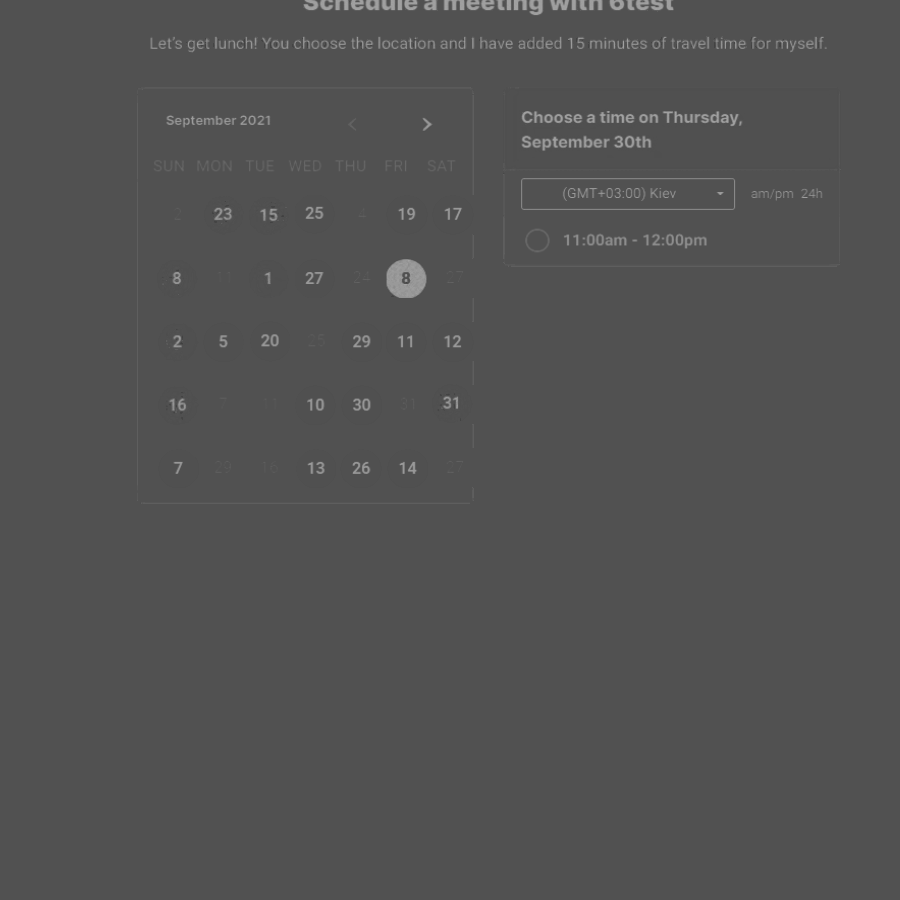 Schedule a meeting with 6test
Let's get lunch! You choose the location and I have added 15 minutes of travel time for myself.
September 2021
SUN MON TUE WED THU FRI SAT
2 23 15 25 4 19 17
8 21 1 27 24 8 27
2 5 20 25 29 11 12
16 7 11 10 30 31 31
7 29 16 13 26 14 27
Choose a time on Thursday,
September 30th
(GMT+03:00) Kiev am/pm 24h
11:00am - 12:00pm